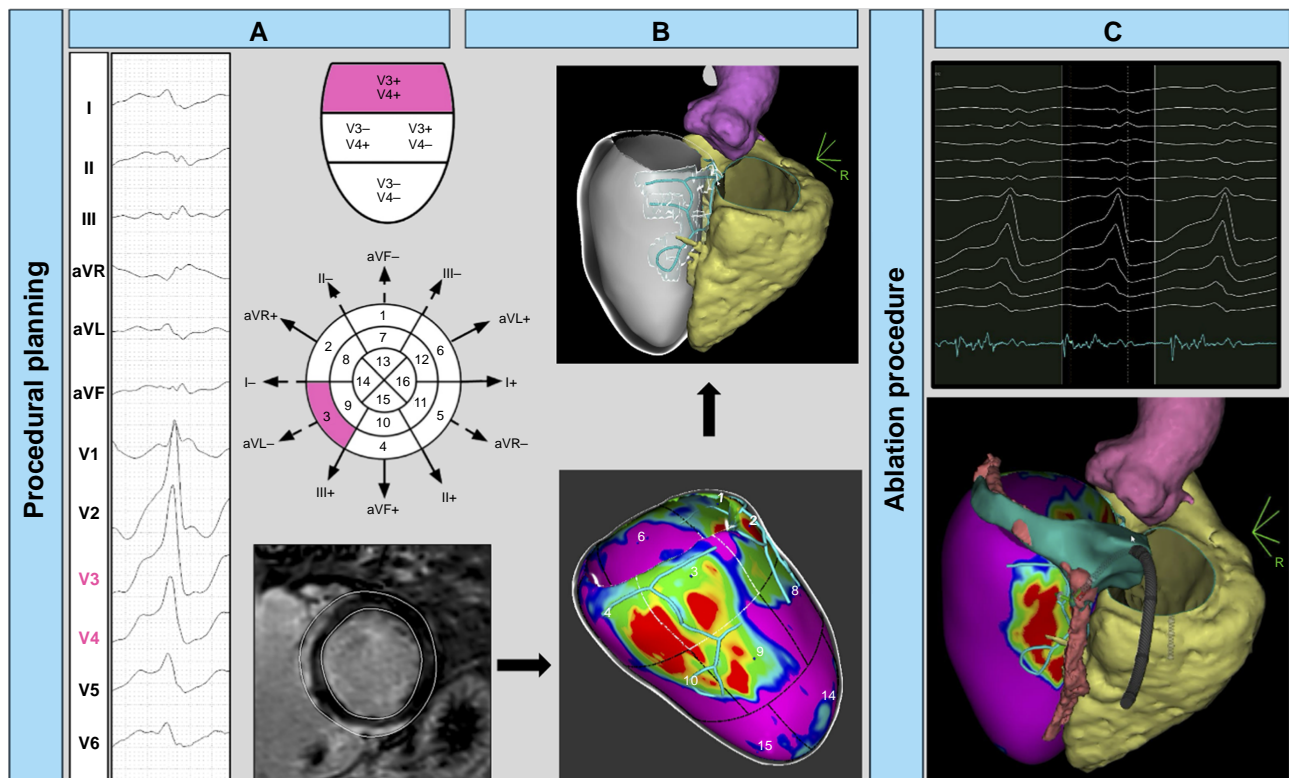 A
B
C
Procedural planning
Ablation procedure
I
II
III
aVR
aVL
aVF
V1
V2
V3
V4
V5
V6
V3+
V4+
V3– V3+
V4+ V4–
V3–
V4–
aVF–
II– III–
aVR+ aVL+
I– I+
aVL– aVR–
III+ II+
aVF+
1
2 7 6
8 13 12
14 16
3 9 15 11 5
10
4
R
1
2
6
3
4
8
9
10
14
15
R